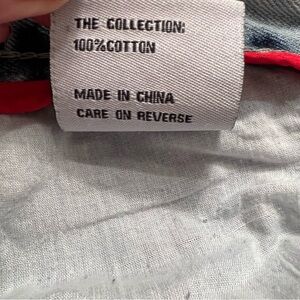 THE COLLECTION:
100%COTTON
MADE IN CHINA
CARE ON REVERSE